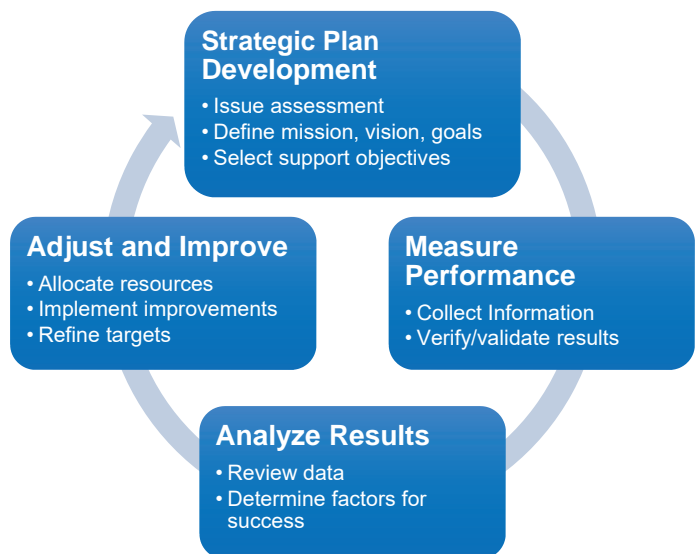 Strategic Plan
Development
• Issue assessment
• Define mission, vision, goals
• Select support objectives
Measure
Performance
• Collect Information
• Verify/validate results
Analyze Results
• Review data
• Determine factors for
success
Adjust and Improve
• Allocate resources
• Implement improvements
• Refine targets